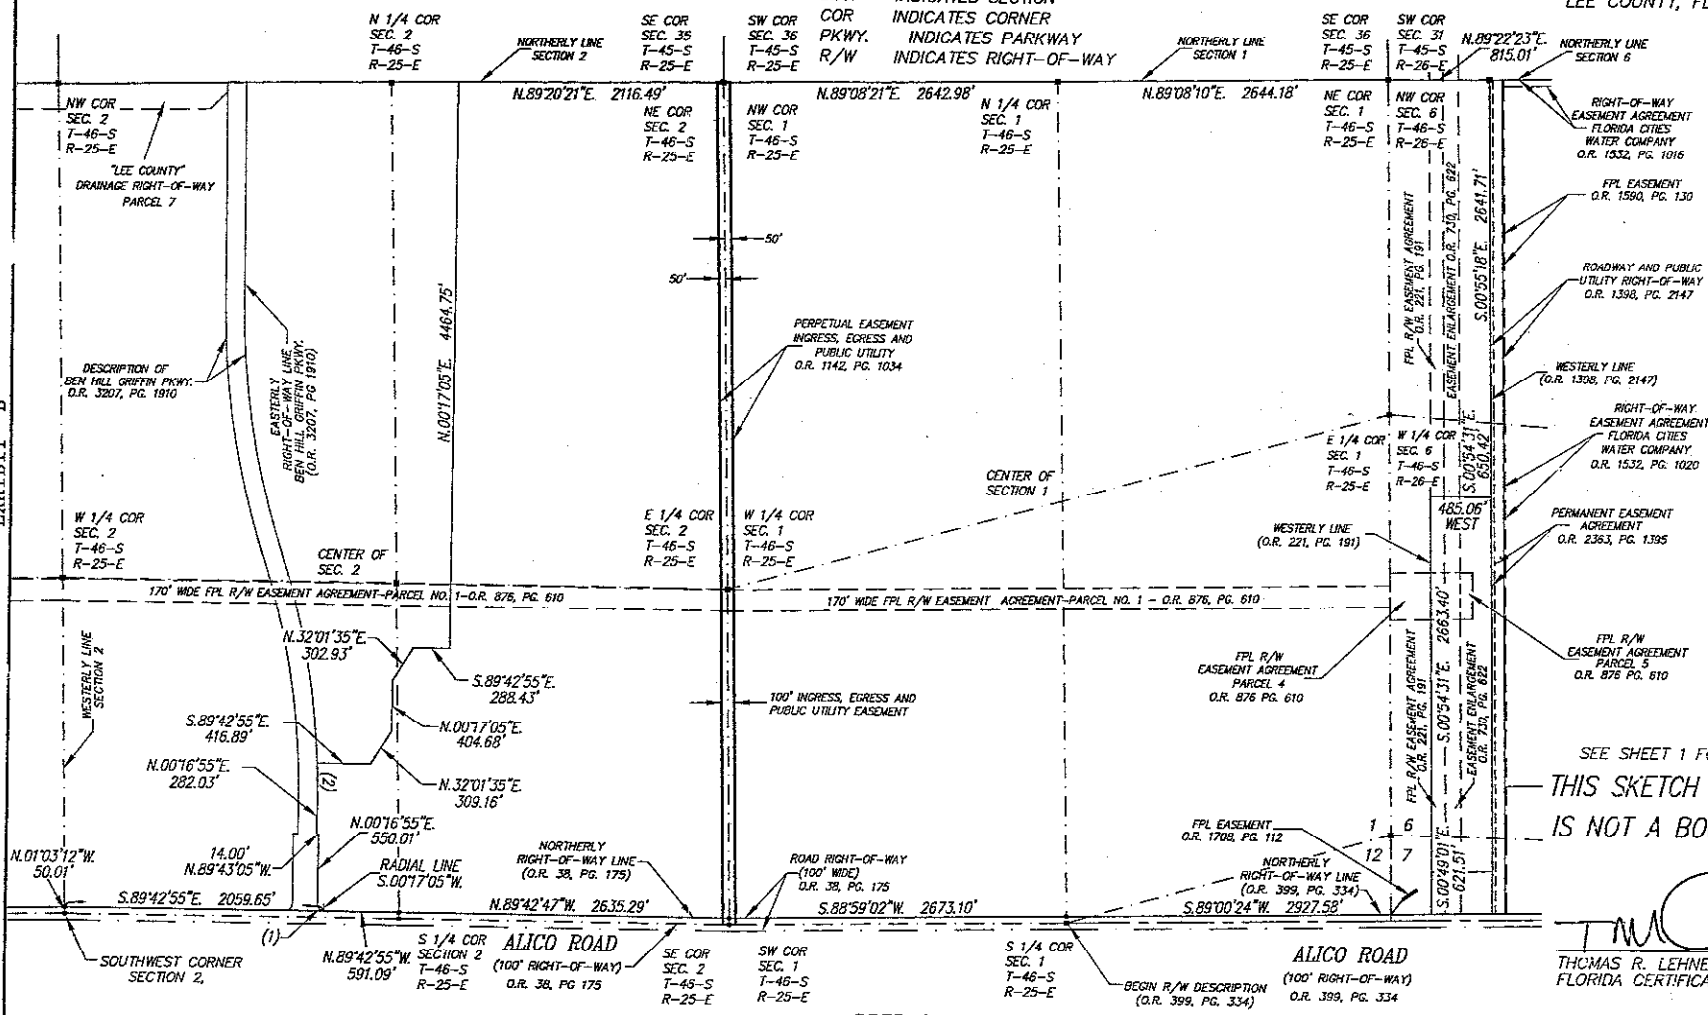 INDICATES SECTION
COR INDICATES CORNER
PKWY. INDICATES PARKWAY
R/W INDICATES RIGHT-OF-WAY
LEE COUNTY,
N 1/4 COR
SEC. 2
T-46-S
R-25-E
NORTHERLY LINE
SECTION 2
SE COR
SEC. 35
T-45-S
R-25-E
SW COR
SEC. 36
T-45-S
R-25-E
NORTHERLY LINE
SECTION 1
SE COR
SEC. 36
T-45-S
R-25-E
SW COR
SEC. 31
T-45-S
R-26-E
N.89°22'23"E.
815.01'
NORTHERLY LINE
SECTION 6
N.89°20'21"E. 2116.49'
N.89°08'21"E. 2642.98'
N.89°08'10"E. 2644.18'
NW COR
SEC. 2
T-46-S
R-25-E
NE COR
SEC. 2
T-46-S
R-25-E
NW COR
SEC. 1
T-46-S
R-25-E
N 1/4 COR
SEC. 1
T-46-S
R-25-E
NE COR
SEC. 1
T-46-S
R-25-E
NW COR
SEC. 6
T-46-S
R-26-E
RIGHT-OF-WAY
EASEMENT AGREEMENT
FLORIDA CITIES
WATER COMPANY
O.R. 1532, PG. 1016
"LEE COUNTY"
DRAINAGE RIGHT-OF-WAY
PARCEL 7
FPL EASEMENT
O.R. 1590, PG. 130
50'
50'
FPL R/W EASEMENT AGREEMENT
O.R. 221, PG. 191
EASEMENT ENLARGEMENT O.R. 730, PG. 622
S.00°55'18"E. 2641.71'
ROADWAY AND PUBLIC
UTILITY RIGHT-OF-WAY
O.R. 1398, PG. 2147
N.00°17'05"E. 4464.75'
EASTERLY
RIGHT-OF-WAY LINE
BEN HILL GRIFFIN PKWY.
(O.R. 3207, PG 1910)
DESCRIPTION OF
BEN HILL GRIFFIN PKWY.
O.R. 3207, PG. 1910
PERPETUAL EASEMENT
INGRESS, EGRESS AND
PUBLIC UTILITY
O.R. 1142, PG. 1034
WESTERLY LINE
(O.R. 1398, PG. 2147)
RIGHT-OF-WAY
EASEMENT AGREEMENT
FLORIDA CITIES
WATER COMPANY
O.R. 1532, PG. 1020
CENTER OF
SECTION 1
E 1/4 COR
SEC. 1
T-46-S
R-25-E
W 1/4 COR
SEC. 6
T-46-S
R-26-E
S.00°54'31"E.
650.42'
485.06'
WEST
W 1/4 COR
SEC. 2
T-46-S
R-25-E
CENTER OF
SEC. 2
E 1/4 COR
SEC. 2
T-46-S
R-25-E
W 1/4 COR
SEC. 1
T-46-S
R-25-E
WESTERLY LINE
(O.R. 221, PG. 191)
PERMANENT EASEMENT
AGREEMENT
O.R. 2363, PG. 1395
170' WIDE FPL R/W EASEMENT AGREEMENT-PARCEL NO. 1-O.R. 876, PG. 610
170' WIDE FPL R/W EASEMENT AGREEMENT-PARCEL NO. 1 - O.R. 876, PG. 610
WESTERLY LINE
SECTION 2
N.32°01'35"E.
302.93'
S.89°42'55"E.
288.43'
FPL R/W
EASEMENT AGREEMENT
PARCEL 4
O.R. 876 PG. 610
FPL R/W
EASEMENT AGREEMENT
PARCEL 5
O.R. 876 PG. 610
FPL R/W EASEMENT AGREEMENT
O.R. 221, PG. 191
S.00°54'31"E. 2663.40'
EASEMENT ENLARGEMENT
O.R. 730, PG. 622
100' INGRESS, EGRESS AND
PUBLIC UTILITY EASEMENT
S.89°42'55"E.
416.89'
N.00°17'05"E.
404.68'
N.00°16'55"E.
282.03'
(2)
N.32°01'35"E.
309.16'
SEE SHEET 1
THIS SKETCH
IS NOT A
N.00°16'55"E.
550.01'
14.00'
N.89°43'05"W.
RADIAL LINE
S.00°17'05"W.
N.01°03'12"W.
50.01'
NORTHERLY
RIGHT-OF-WAY LINE
(O.R. 38, PG. 175)
ROAD RIGHT-OF-WAY
(100' WIDE)
O.R. 38, PG. 175
FPL EASEMENT
O.R. 1708, PG. 112
1 6
12 7
NORTHERLY
RIGHT-OF-WAY LINE
(O.R. 399, PG. 334)
S.00°49'01"E.
621.51'
S.89°42'55"E. 2059.65'
N.89°42'47"W. 2635.29'
S.88°59'02"W. 2673.10'
S.89°00'24"W. 2927.58'
(1)
SOUTHWEST CORNER
SECTION 2,
N.89°42'55"W.
591.09'
S 1/4 COR
SECTION 2
T-46-S
R-25-E
ALICO ROAD
(100' RIGHT-OF-WAY)
O.R. 38, PG 175
SE COR
SEC. 2
T-45-S
R-25-E
SW COR
SEC. 1
T-46-S
R-25-E
S 1/4 COR
SEC. 1
T-46-S
R-25-E
BEGIN R/W DESCRIPTION
(O.R. 399, PG. 334)
ALICO ROAD
(100' RIGHT-OF-WAY)
O.R. 399, PG. 334
THOMAS R.
FLORIDA